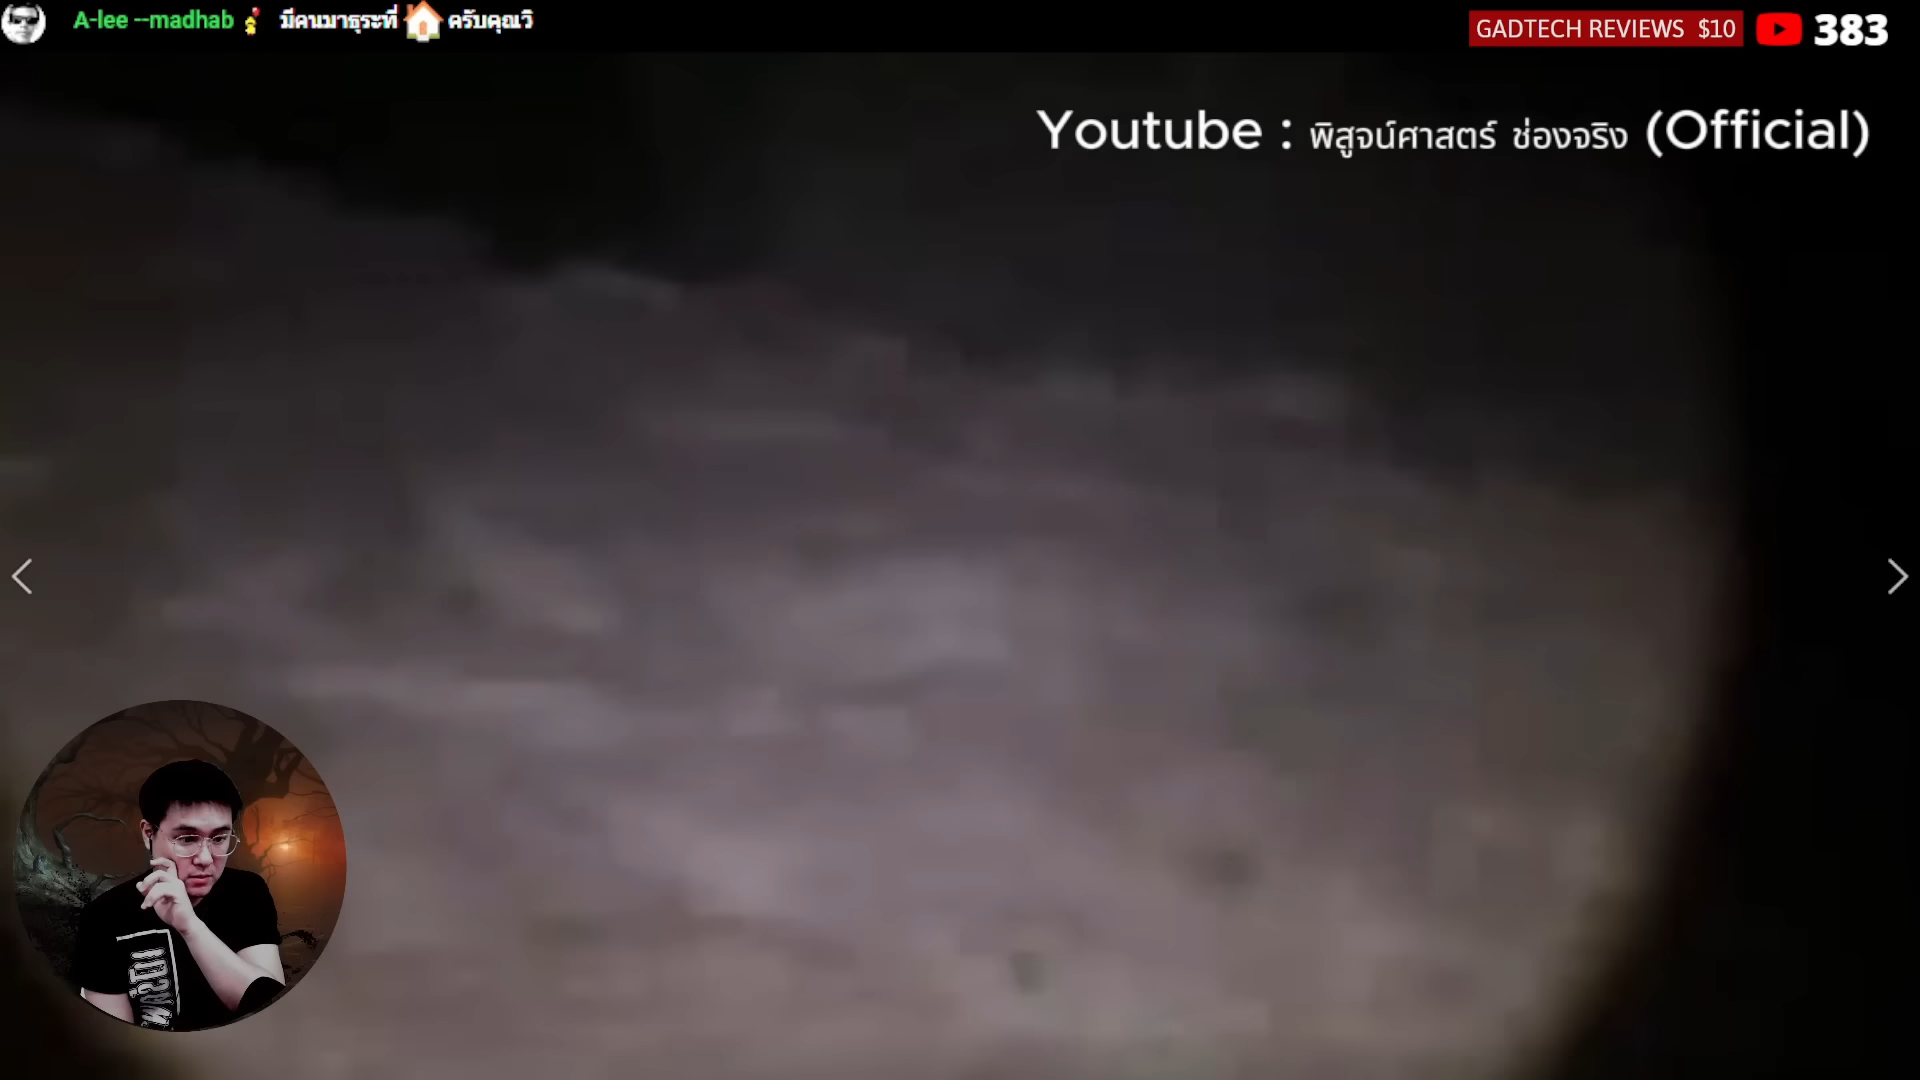 A-lee --madhab มีคนมาธุระที่ ครับคุณวิ
GADTECH REVIEWS $10
383
Youtube : พิสูจน์ศาสตร์ ช่องจริง (Official)